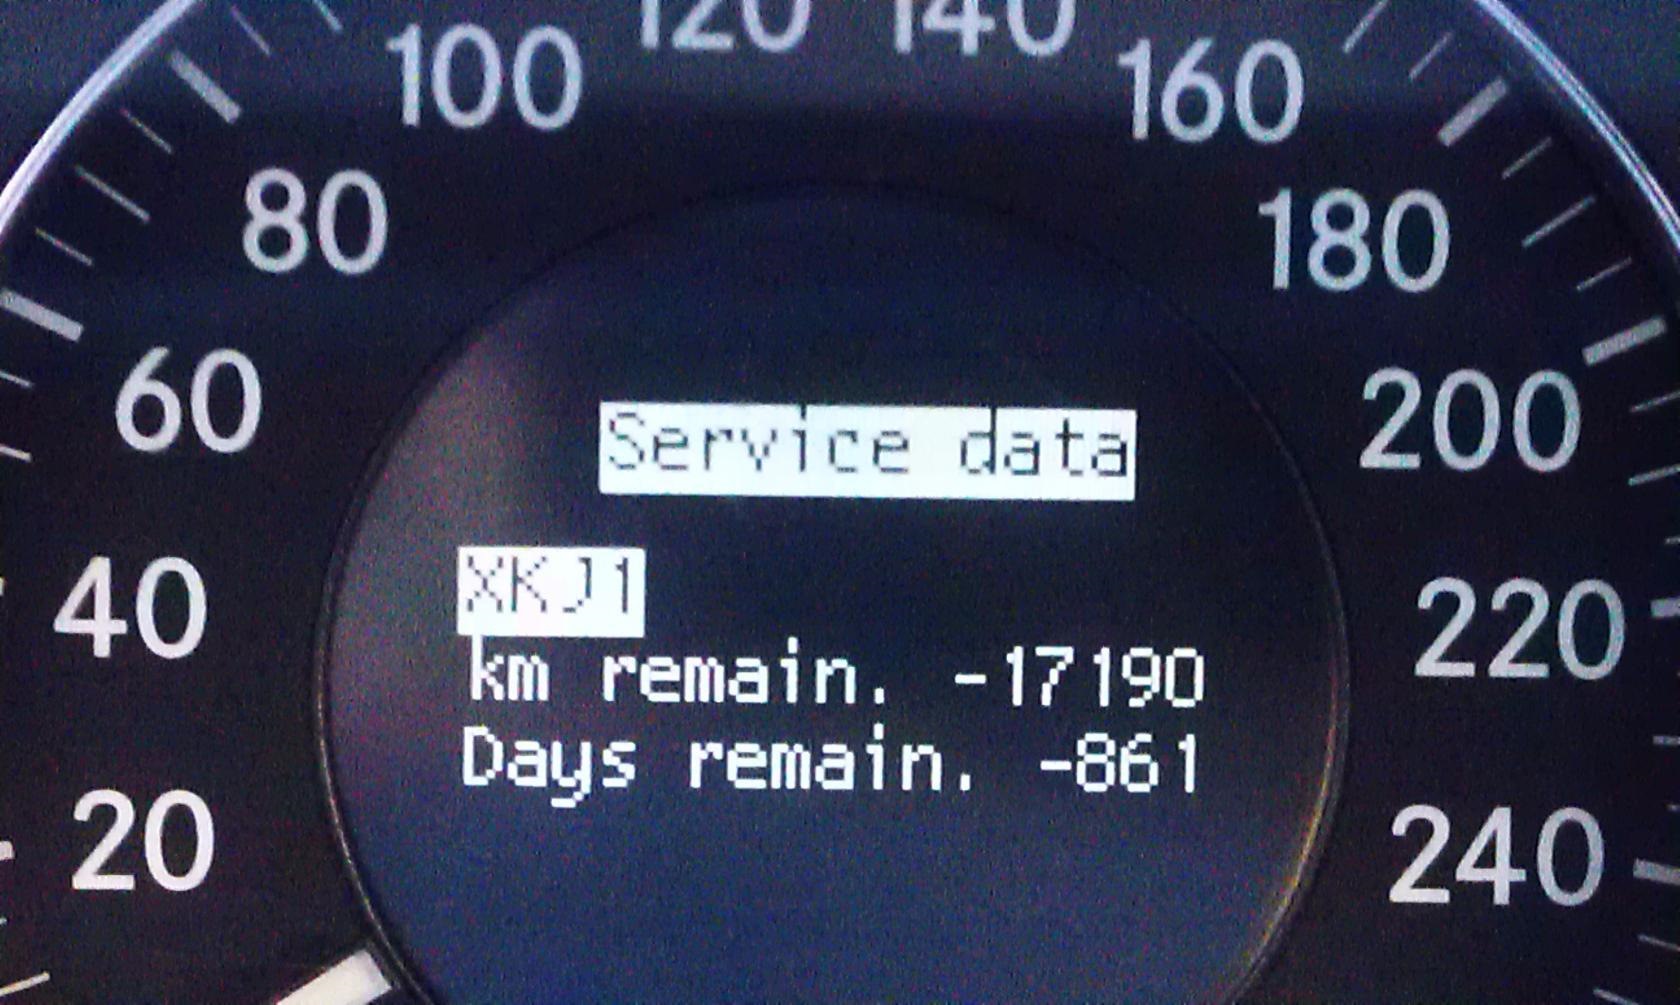 120 140
100 160
80 180
60 200
Service data
XKJ1
40 220
km remain. -17190
Days remain. -861
20 240